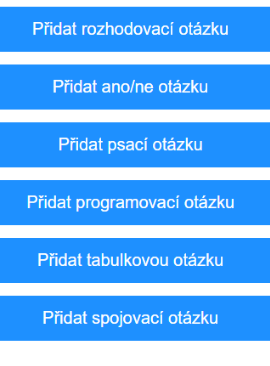 Přidat rozhodovací otázku
Přidat ano/ne otázku
Přidat psací otázku
Přidat programovací otázku
Přidat tabulkovou otázku
Přidat spojovací otázku